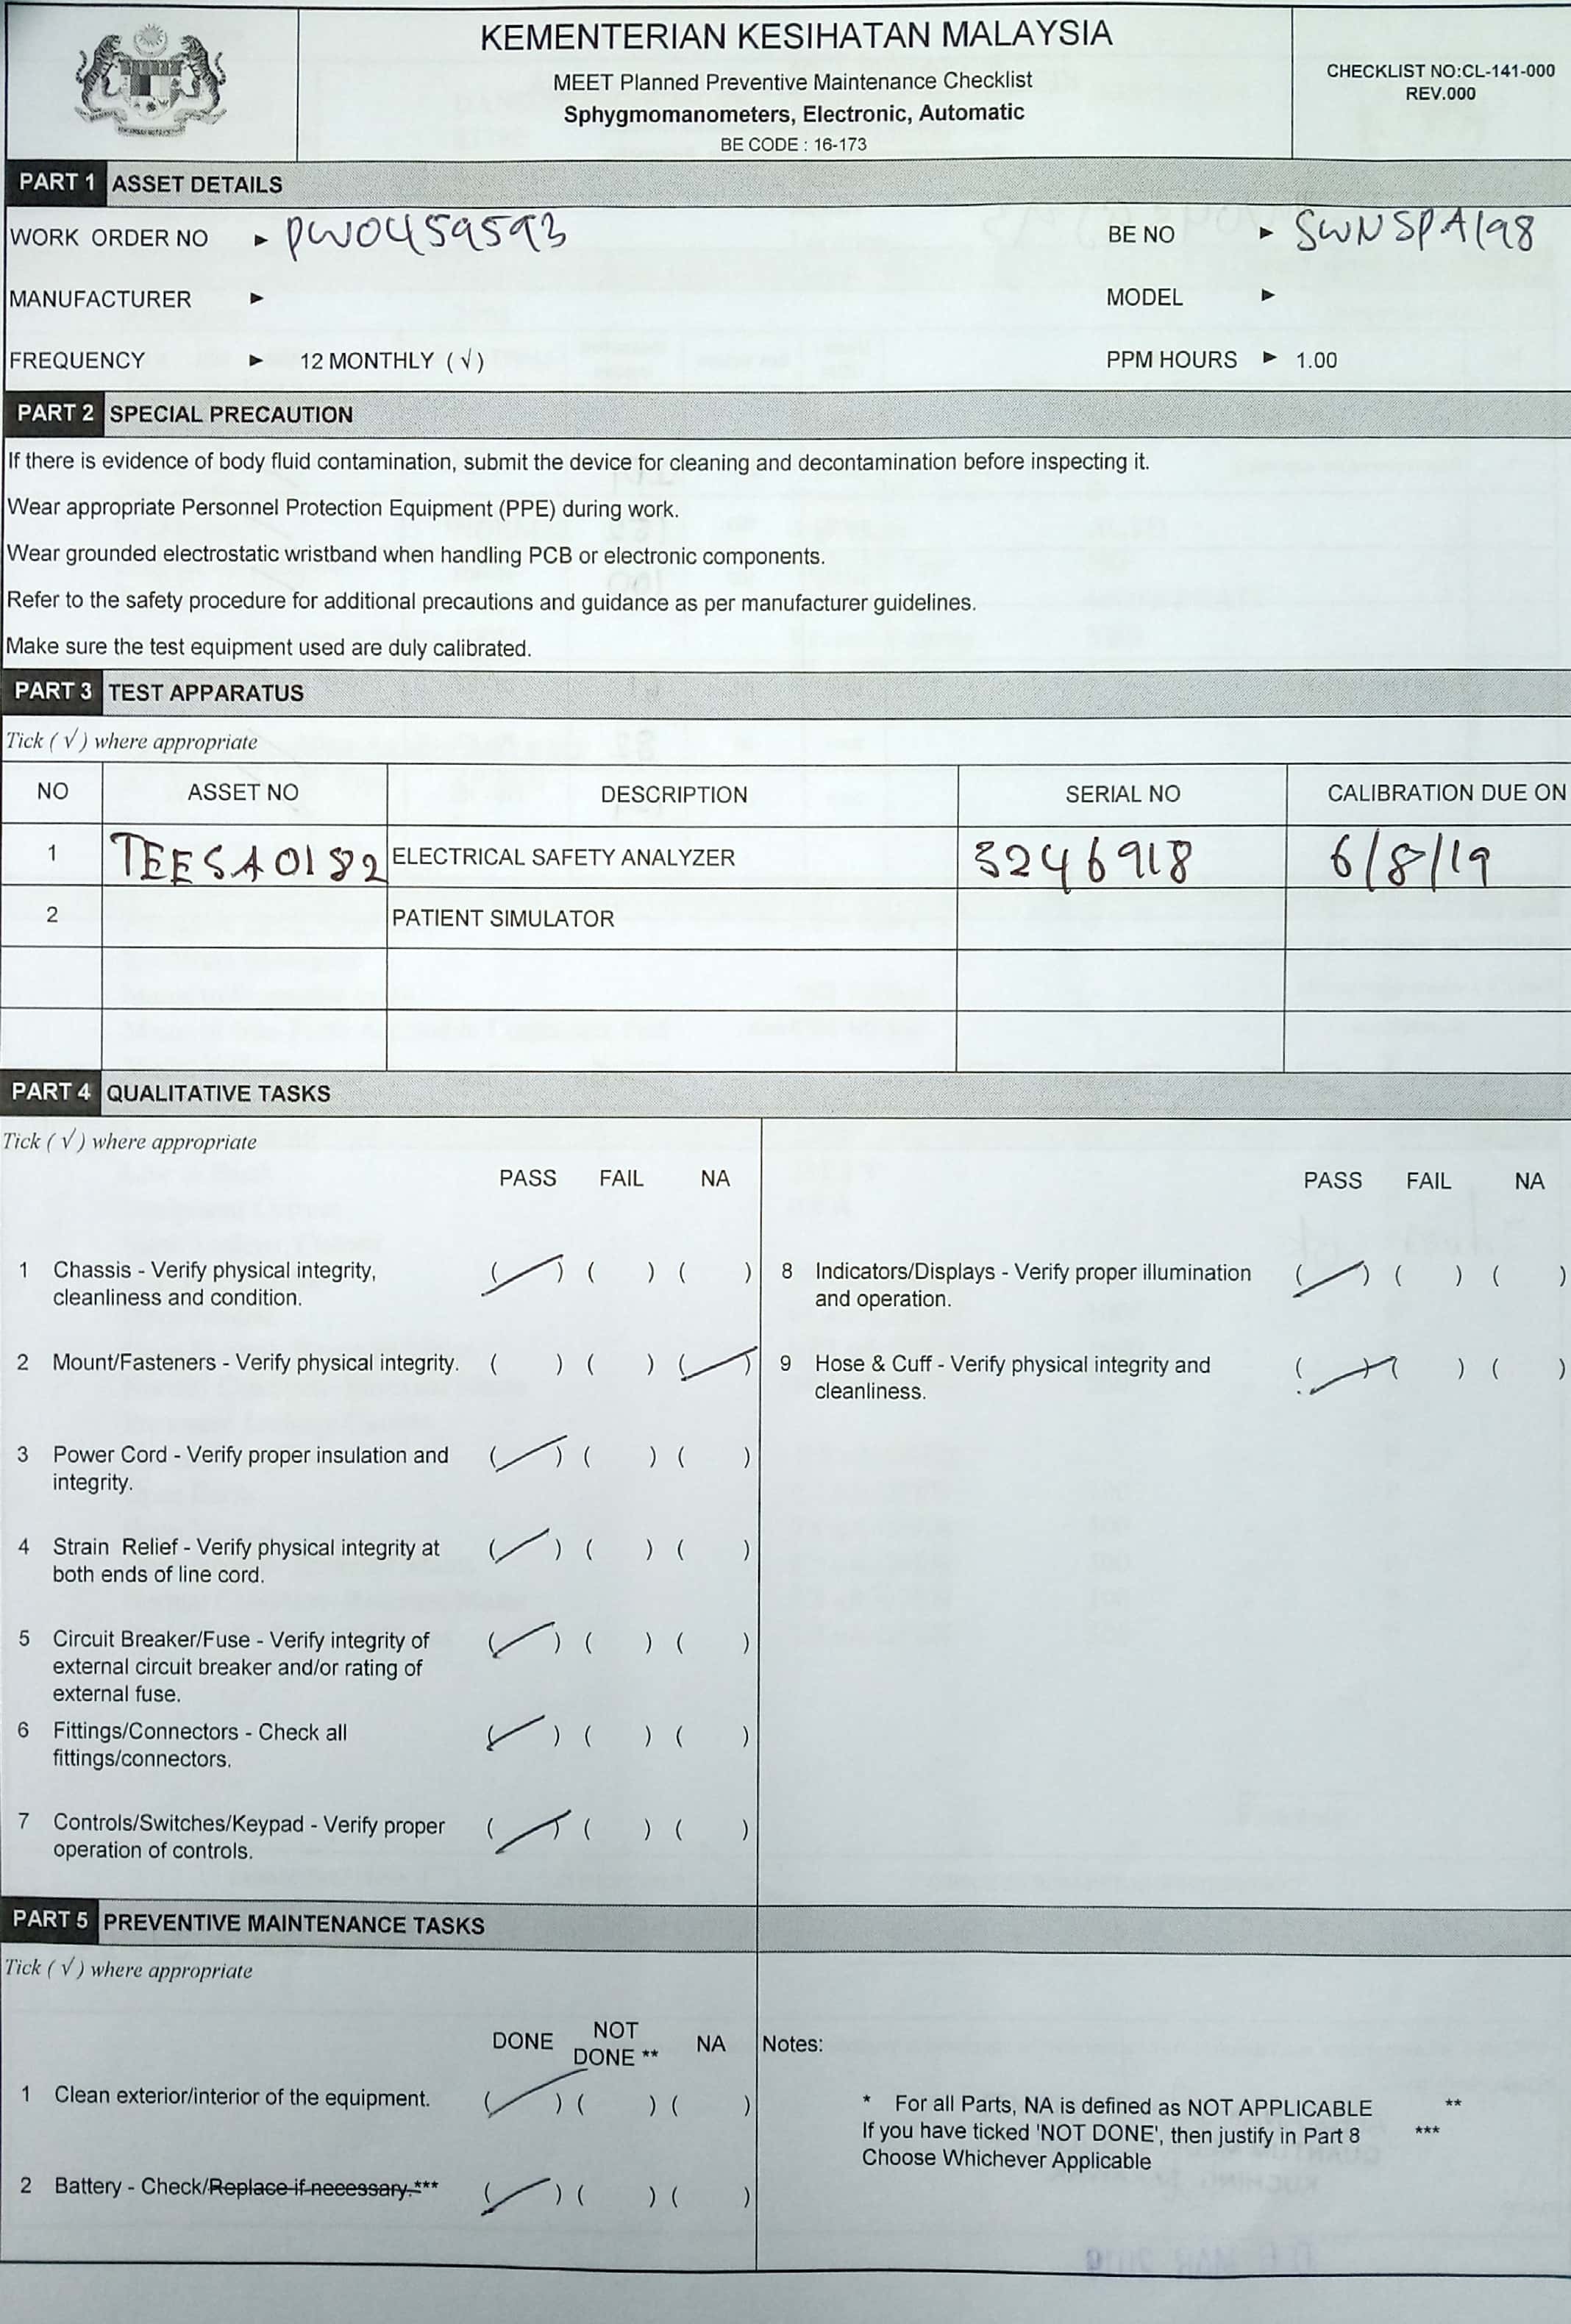 KEMENTERIAN KESIHATAN MALAYSIA
MEET Planned Preventive Maintenance Checklist
Sphygmomanometers, Electronic, Automatic
BE CODE : 16-173
CHECKLIST NO:CL-141-000
REV.000
PART 1 ASSET DETAILS
WORK ORDER NO ► PWO459593 BE NO ► SWNSPA198
MANUFACTURER ► MODEL ►
FREQUENCY ► 12 MONTHLY (√) PPM HOURS ► 1.00
PART 2 SPECIAL PRECAUTION
If there is evidence of body fluid contamination, submit the device for cleaning and decontamination before inspecting it.
Wear appropriate Personnel Protection Equipment (PPE) during work.
Wear grounded electrostatic wristband when handling PCB or electronic components.
Refer to the safety procedure for additional precautions and guidance as per manufacturer guidelines.
Make sure the test equipment used are duly calibrated.
PART 3 TEST APPARATUS
Tick (√) where appropriate
NO ASSET NO DESCRIPTION SERIAL NO CALIBRATION DUE ON
1 TEESA0182 ELECTRICAL SAFETY ANALYZER 3246918 6/8/19
2 PATIENT SIMULATOR
PART 4 QUALITATIVE TASKS
Tick (√) where appropriate
PASS FAIL NA
1 Chassis - Verify physical integrity, (√) ( ) ( )
cleanliness and condition.
2 Mount/Fasteners - Verify physical integrity. ( ) ( ) (√)
3 Power Cord - Verify proper insulation and (√) ( ) ( )
integrity.
4 Strain Relief - Verify physical integrity at (√) ( ) ( )
both ends of line cord.
5 Circuit Breaker/Fuse - Verify integrity of (√) ( ) ( )
external circuit breaker and/or rating of
external fuse.
6 Fittings/Connectors - Check all (√) ( ) ( )
fittings/connectors.
7 Controls/Switches/Keypad - Verify proper (√) ( ) ( )
operation of controls.
PASS FAIL NA
8 Indicators/Displays - Verify proper illumination (√) ( ) ( )
and operation.
9 Hose & Cuff - Verify physical integrity and (√) ( ) ( )
cleanliness.
PART 5 PREVENTIVE MAINTENANCE TASKS
Tick (√) where appropriate
DONE NOT DONE ** NA
1 Clean exterior/interior of the equipment. (√) ( ) ( )
2 Battery - Check/Replace if necessary.*** (√) ( ) ( )
Notes:
* For all Parts, NA is defined as NOT APPLICABLE **
If you have ticked 'NOT DONE', then justify in Part 8 ***
Choose Whichever Applicable